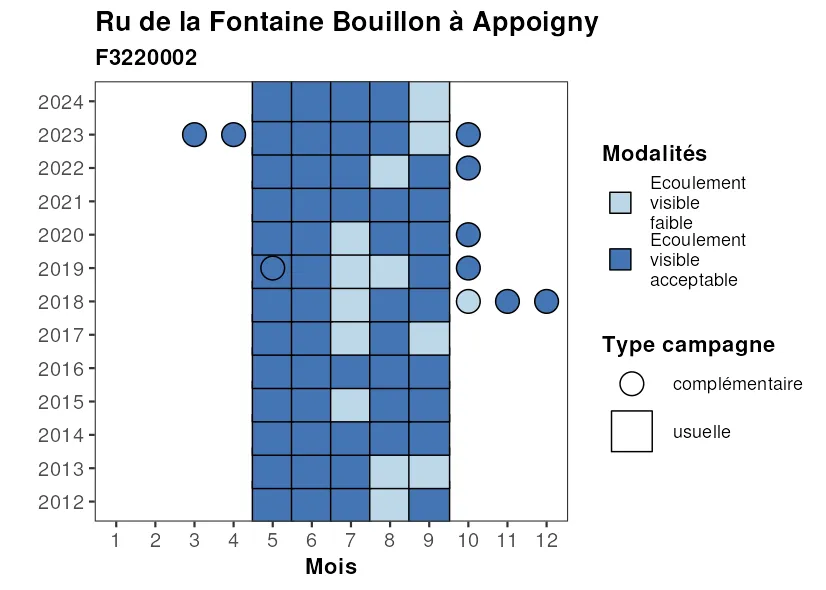 Ru de la Fontaine Bouillon à Appoigny
F3220002
2024
2023
2022
2021
2020
2019
2018
2017
2016
2015
2014
2013
2012
1 2 3 4 5 6 7 8 9 10 11 12
Mois
Modalités
Ecoulement
visible
faible
Ecoulement
visible
acceptable
Type campagne
complémentaire
usuelle